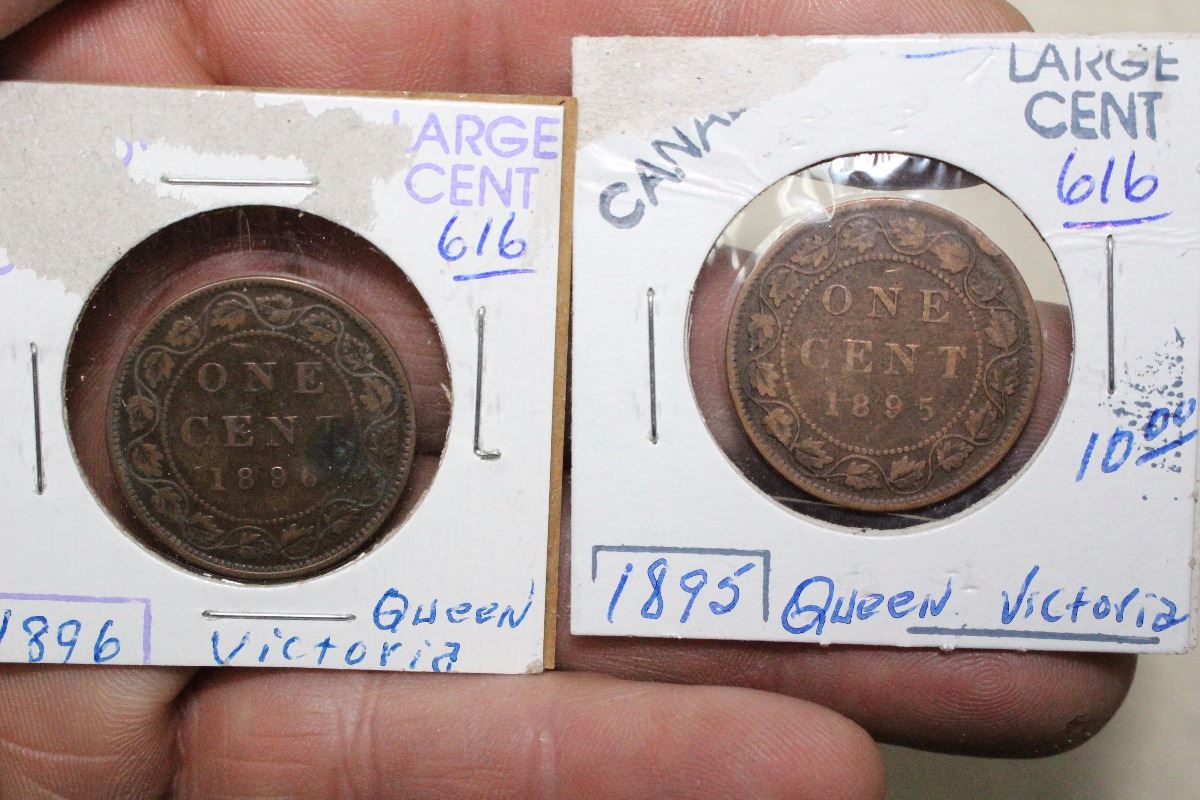 LARGE
CENT
616
ONE
CENT
1896
1896
Queen
Victoria
CANA
LARGE
CENT
616
ONE
CENT
1895
10.00
1895
Queen Victoria